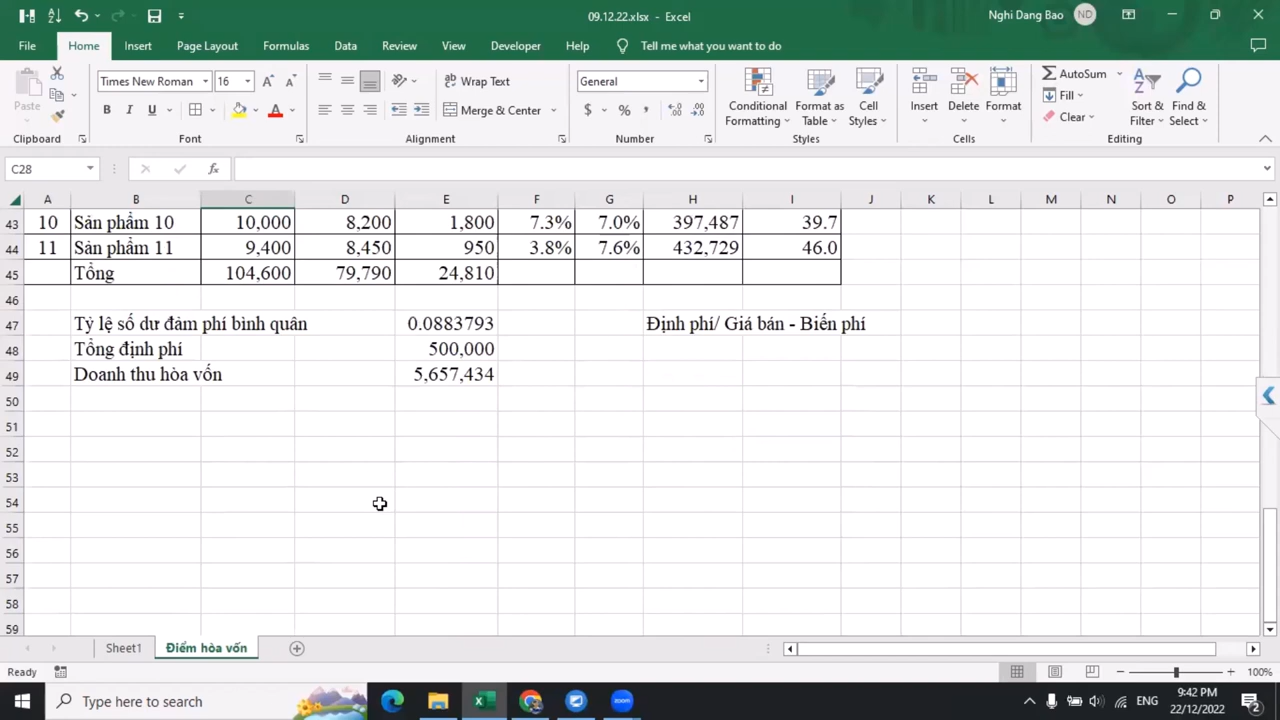 09.12.22.xlsx - Excel
Nghi Dang Bao ND
File Home Insert Page Layout Formulas Data Review View Developer Help Tell me what you want to do
Paste
Clipboard
Times New Roman 16
B I U
Font
Wrap Text
Merge & Center
Alignment
General
$ % ,
Number
Conditional Formatting
Format as Table
Cell Styles
Styles
Insert Delete Format
Cells
AutoSum
Fill
Clear
Sort & Filter
Find & Select
Editing
C28 fx
A B C D E F G H I J K L M N O P
43 10 Sản phẩm 10 10,000 8,200 1,800 7.3% 7.0% 397,487 39.7
44 11 Sản phẩm 11 9,400 8,450 950 3.8% 7.6% 432,729 46.0
45 Tổng 104,600 79,790 24,810
46
47 Tỷ lệ số dư đảm phí bình quân 0.0883793 Định phí/ Giá bán - Biến phí
48 Tổng định phí 500,000
49 Doanh thu hòa vốn 5,657,434
50
51
52
53
54
55
56
57
58
59
Sheet1 Điểm hòa vốn
Ready 100%
Type here to search
ENG
9:42 PM
22/12/2022
2